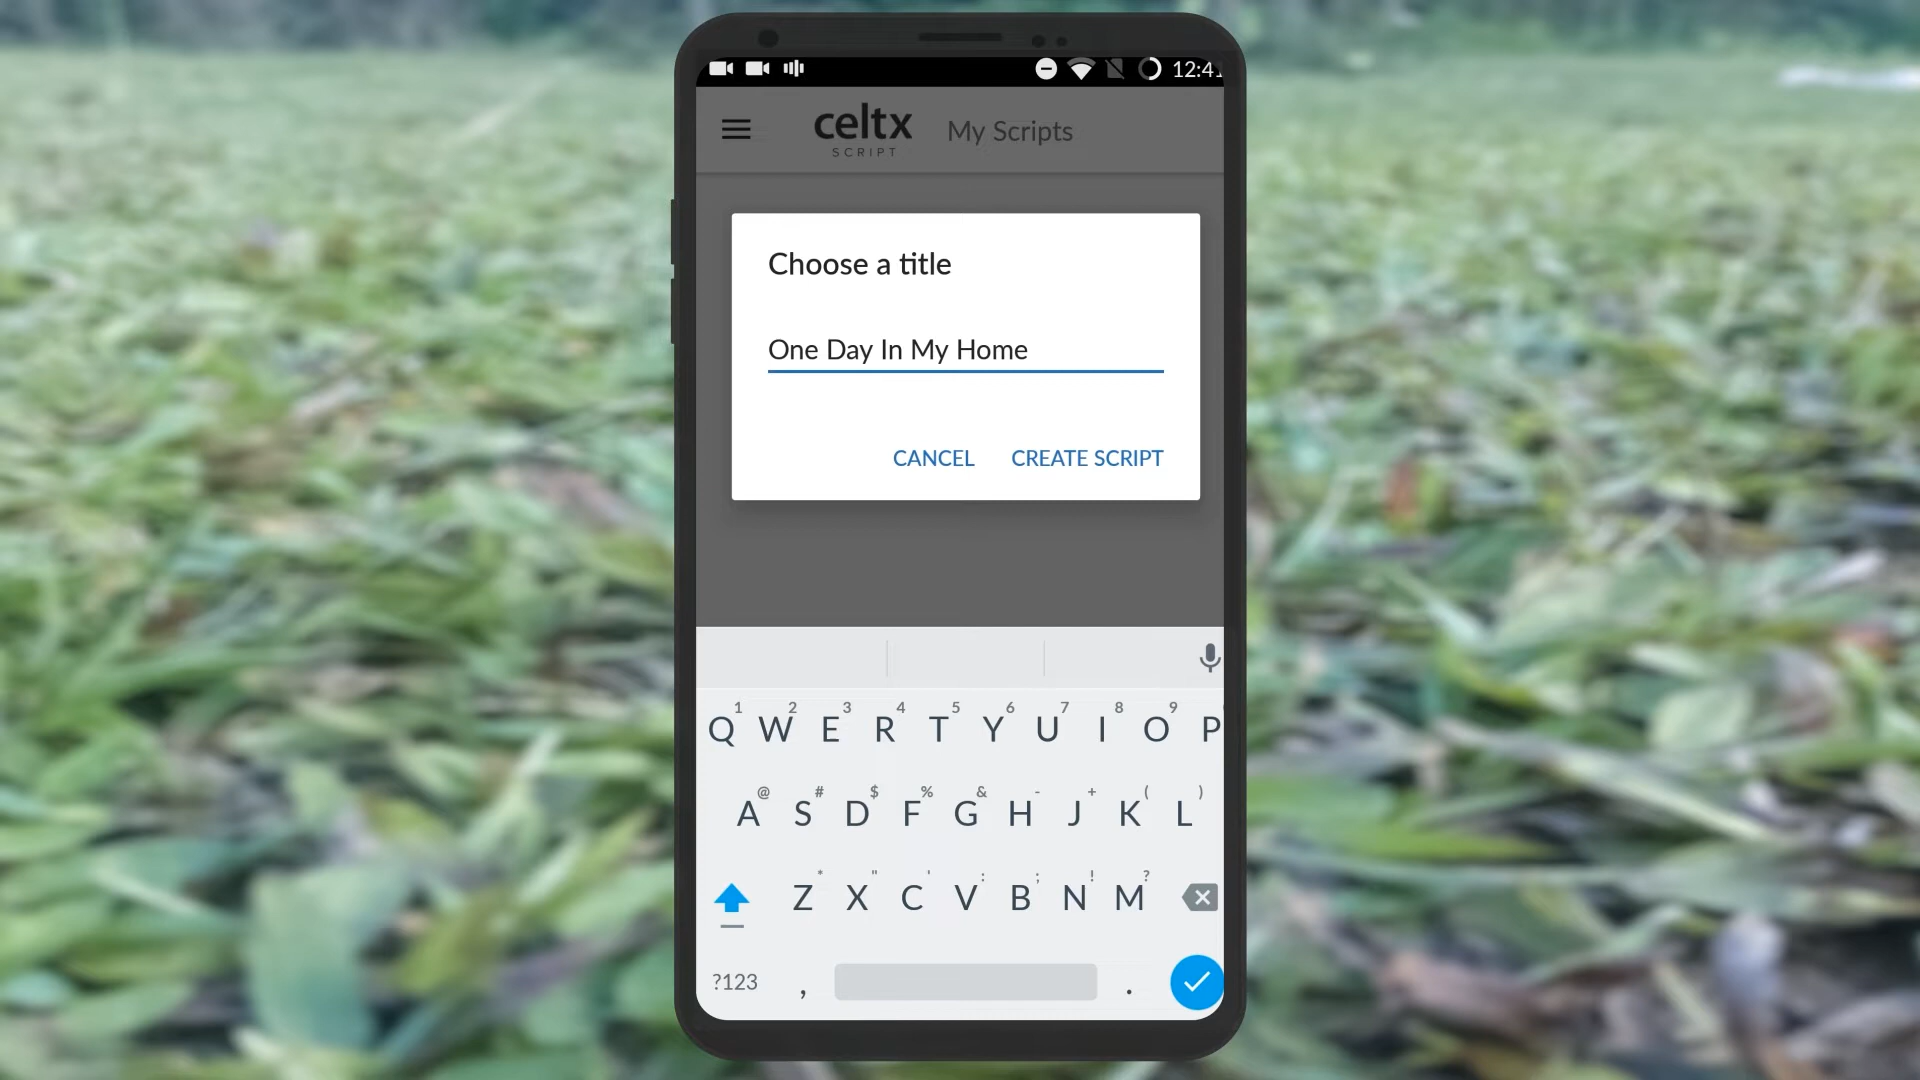 12:41
celtx
SCRIPT
My Scripts
Choose a title
One Day In My Home
CANCEL CREATE SCRIPT
1 2 3 4 5 6 7 8 9
Q W E R T Y U I O P
@ # $ % & - + ( )
A S D F G H J K L
* " ' : ; ! ?
Z X C V B N M
?123 , .